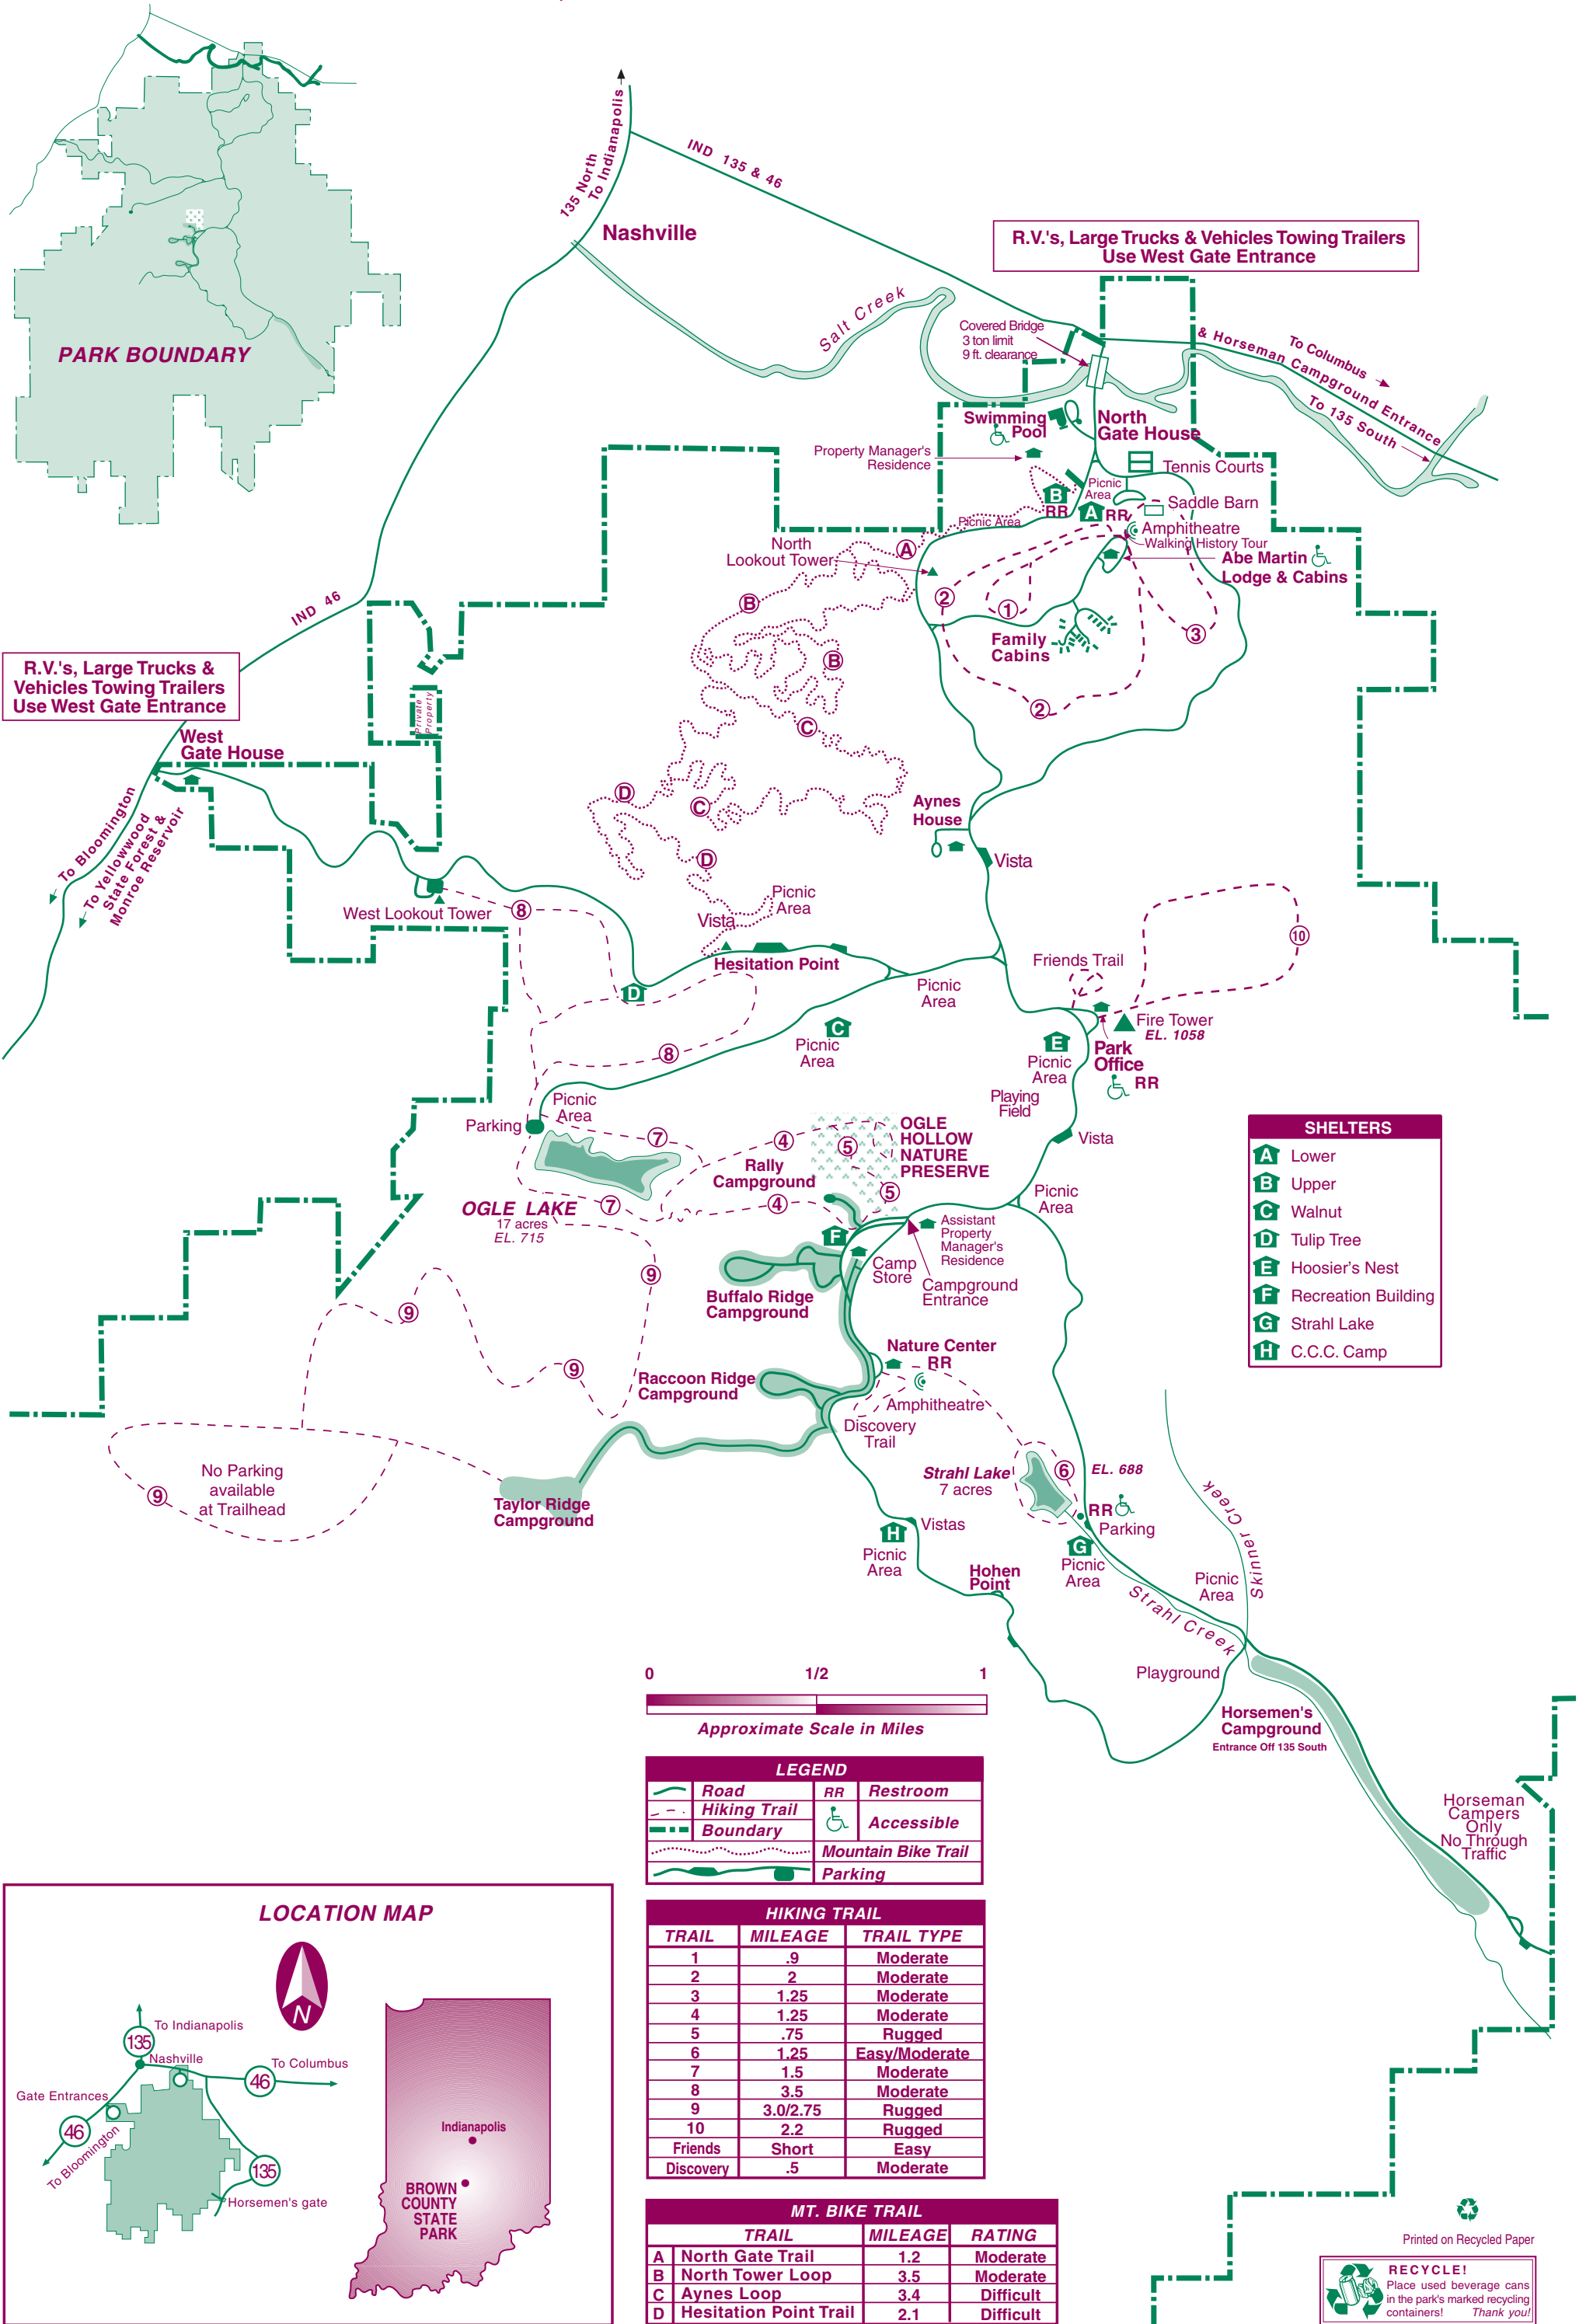 PARK BOUNDARY
135 North
To Indianapolis
IND 135 & 46
Nashville
R.V.'s, Large Trucks & Vehicles Towing Trailers
Use West Gate Entrance
Salt Creek
Covered Bridge
3 ton limit
9 ft. clearance
& Horseman Campground Entrance
To Columbus
To 135 South
Swimming
Pool
North
Gate House
Property Manager's
Residence
Tennis Courts
Picnic
Area
B
RR
A
RR
Saddle Barn
Picnic Area
Amphitheatre
Walking History Tour
North
Lookout Tower
A
Abe Martin
Lodge & Cabins
B
2
1
3
Family
Cabins
B
2
C
IND 46
R.V.'s, Large Trucks &
Vehicles Towing Trailers
Use West Gate Entrance
Private
Property
West
Gate House
D
C
Aynes
House
To Bloomington
To Yellowwood
State Forest &
Monroe Reservoir
D
Vista
West Lookout Tower
8
Picnic
Area
Vista
10
Hesitation Point
Friends Trail
D
Picnic
Area
C
Picnic
Area
E
Picnic
Area
Fire Tower
EL. 1058
Park
Office
RR
8
Playing
Field
Picnic
Area
Parking
7
4
5
OGLE
HOLLOW
NATURE
PRESERVE
Vista
Rally
Campground
OGLE LAKE
17 acres
EL. 715
7
4
5
Picnic
Area
SHELTERS
A Lower
B Upper
C Walnut
D Tulip Tree
E Hoosier's Nest
F Recreation Building
G Strahl Lake
H C.C.C. Camp
F
Assistant
Property
Manager's
Residence
Camp
Store
Campground
Entrance
9
Buffalo Ridge
Campground
9
9
Nature Center
RR
Raccoon Ridge
Campground
Amphitheatre
Discovery
Trail
Strahl Lake
7 acres
6
EL. 688
No Parking
available
at Trailhead
9
Taylor Ridge
Campground
RR
Parking
Skinner Creek
H
Picnic
Area
Vistas
G
Picnic
Area
Hohen
Point
Picnic
Area
Strahl Creek
Playground
Horsemen's
Campground
Entrance Off 135 South
Horseman
Campers
Only
No Through
Traffic
0 1/2 1
Approximate Scale in Miles
LEGEND
Road RR Restroom
Hiking Trail
Accessible
Boundary
Mountain Bike Trail
Parking
HIKING TRAIL
TRAIL MILEAGE TRAIL TYPE
1 .9 Moderate
2 2 Moderate
3 1.25 Moderate
4 1.25 Moderate
5 .75 Rugged
6 1.25 Easy/Moderate
7 1.5 Moderate
8 3.5 Moderate
9 3.0/2.75 Rugged
10 2.2 Rugged
Friends Short Easy
Discovery .5 Moderate
MT. BIKE TRAIL
TRAIL MILEAGE RATING
A North Gate Trail 1.2 Moderate
B North Tower Loop 3.5 Moderate
C Aynes Loop 3.4 Difficult
D Hesitation Point Trail 2.1 Difficult
LOCATION MAP
N
To Indianapolis
135
Nashville
To Columbus
46
Gate Entrances
46
To Bloomington
135
Horsemen's gate
Indianapolis
BROWN
COUNTY
STATE
PARK
Printed on Recycled Paper
RECYCLE!
Place used beverage cans
in the park's marked recycling
containers! Thank you!